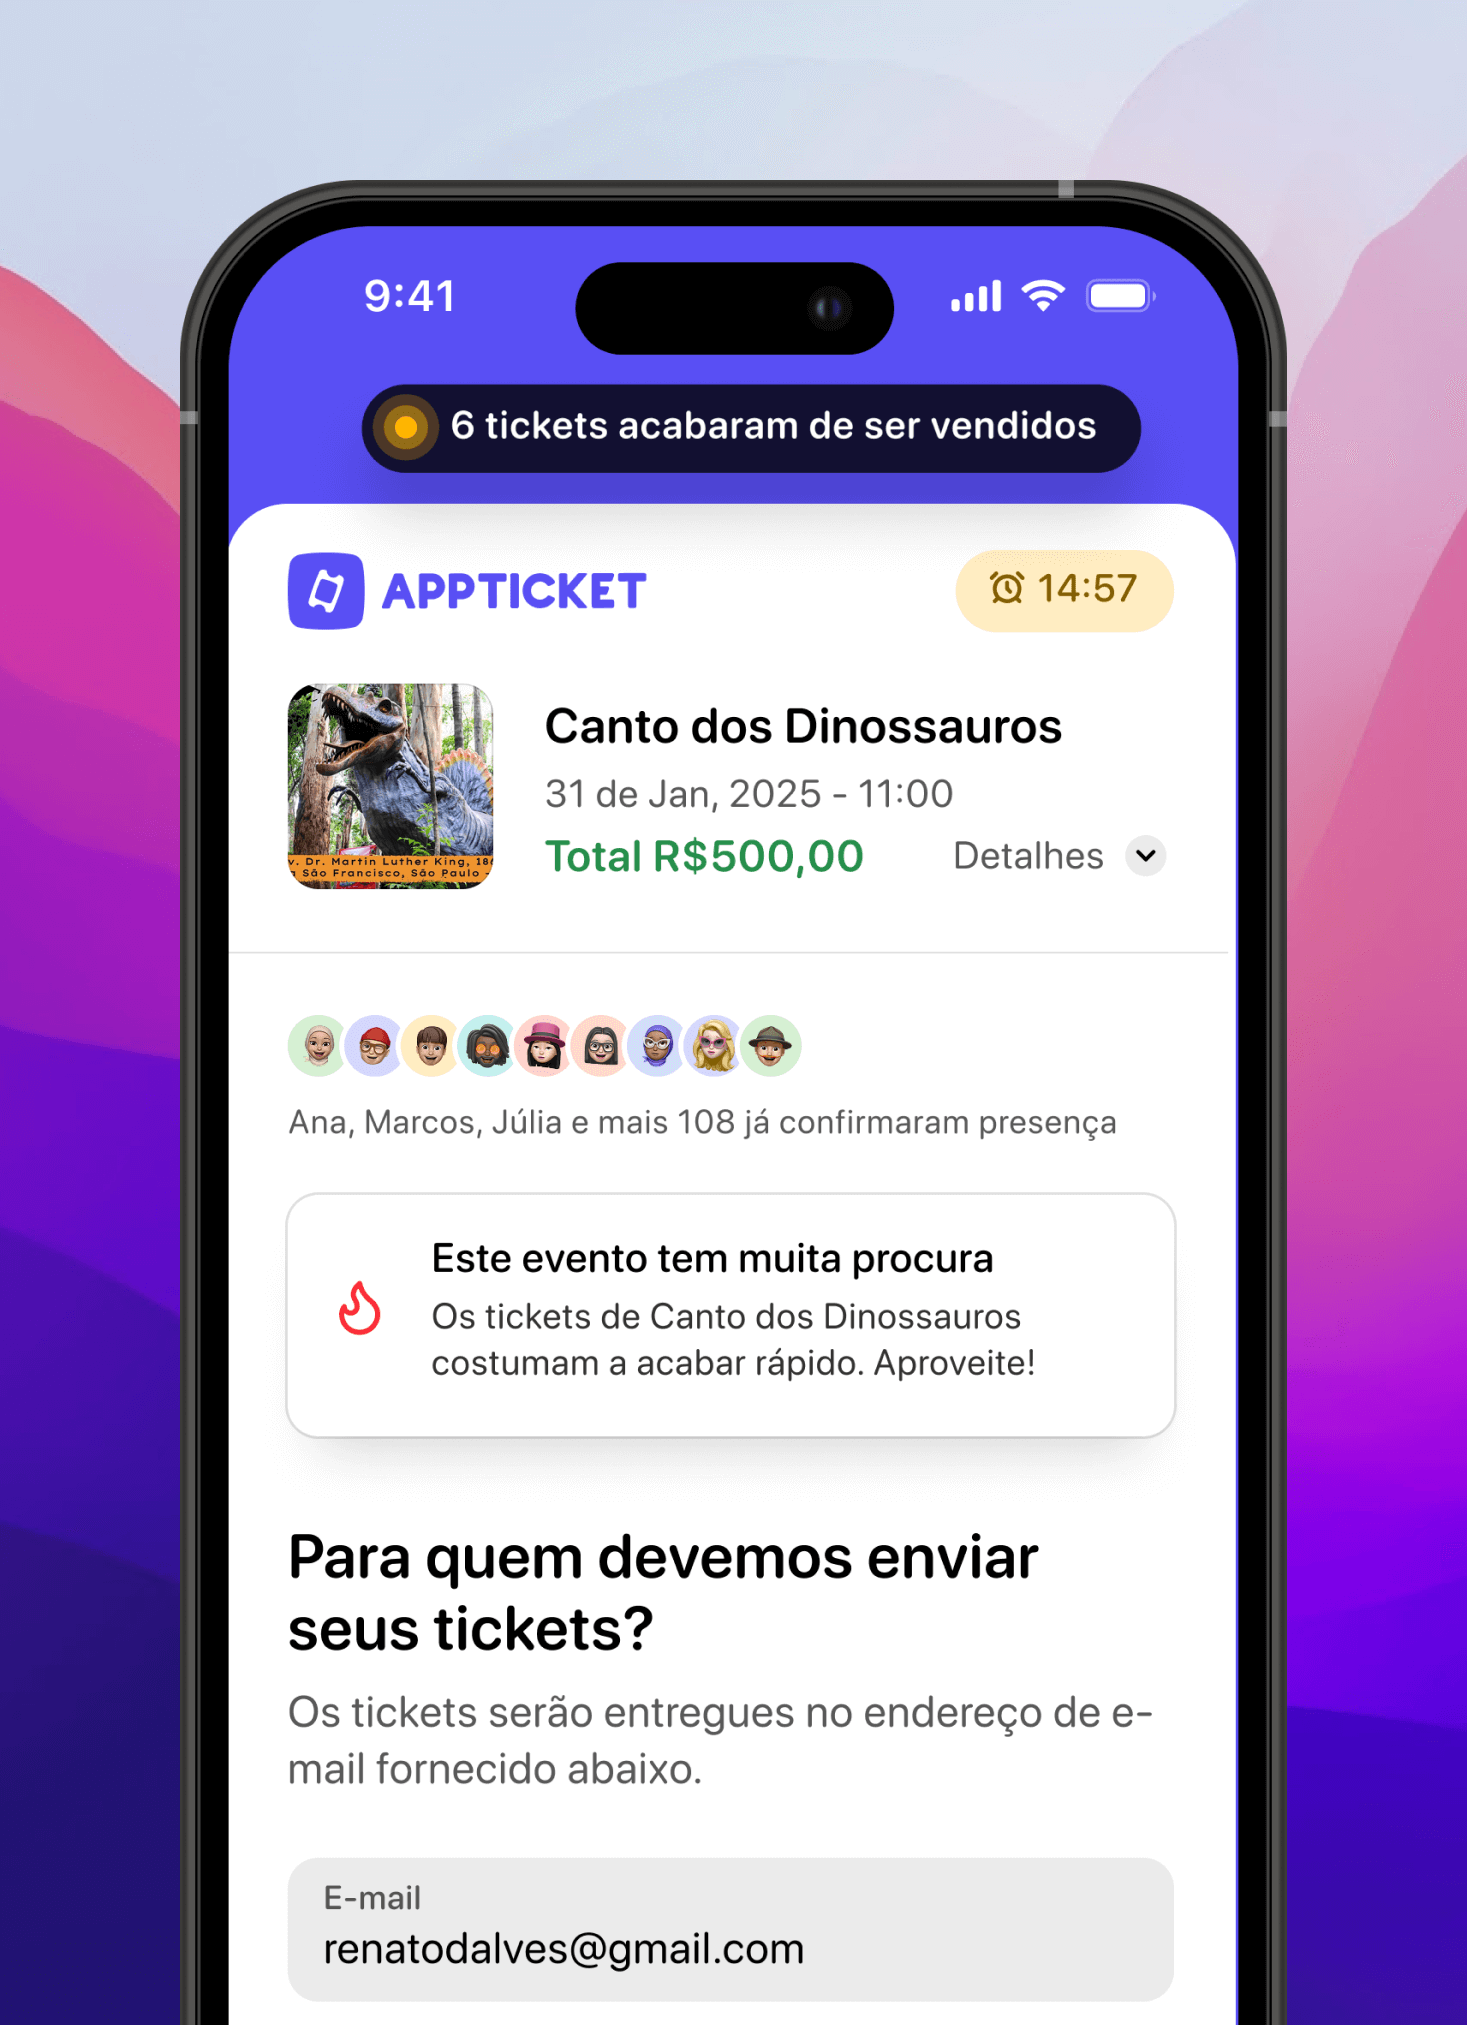 9:41
6 tickets acabaram de ser vendidos
APPTICKET
14:57
Canto dos Dinossauros
31 de Jan, 2025 - 11:00
Total R$500,00
Detalhes
v. Dr. Martin Luther King, 18
São Francisco, São Paulo -
Ana, Marcos, Júlia e mais 108 já confirmaram presença
Este evento tem muita procura
Os tickets de Canto dos Dinossauros
costumam a acabar rápido. Aproveite!
Para quem devemos enviar
seus tickets?
Os tickets serão entregues no endereço de e-
mail fornecido abaixo.
E-mail
renatodalves@gmail.com